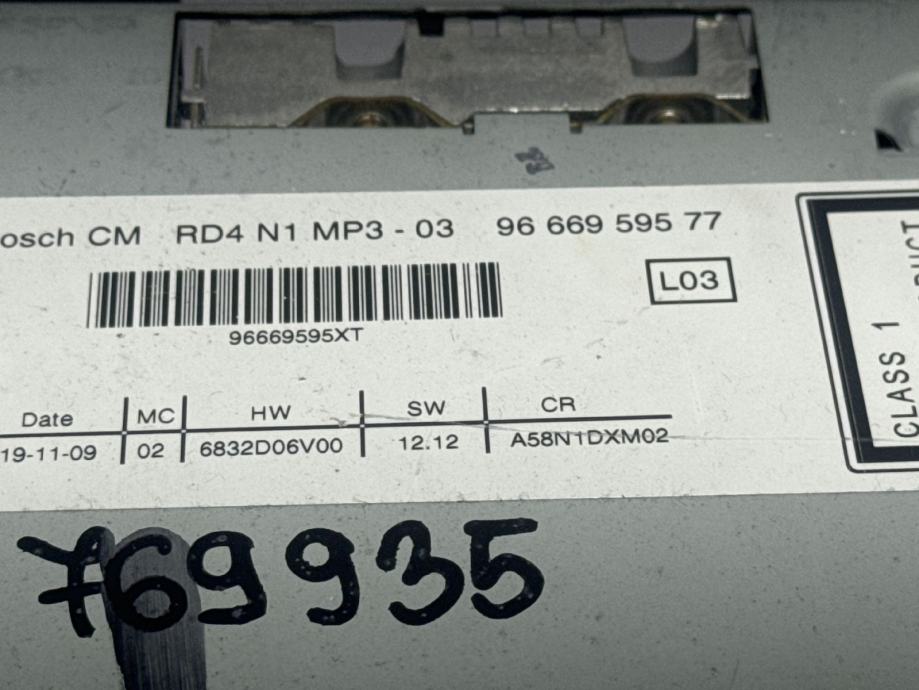 osch CM RD4 N1 MP3 - 03 96 669 595 77
L03
96669595XT
Date MC HW SW CR
19-11-09 02 6832D06V00 12.12 A58N1DXM02
CLASS 1
769935